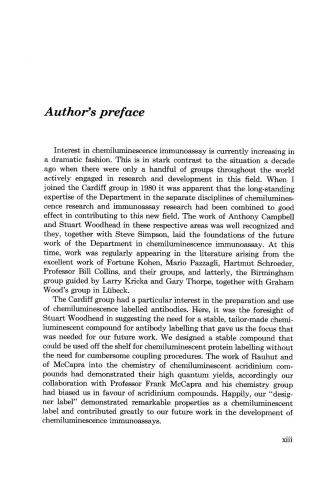 Author's preface
Interest in chemiluminescence immunoassay is currently increasing in
a dramatic fashion. This is in stark contrast to the situation a decade
ago when there were only a handful of groups throughout the world
actively engaged in research and development in this field. When I
joined the Cardiff group in 1980 it was apparent that the long-standing
expertise of the Department in the separate disciplines of chemilumines-
cence research and immunoassay research had been combined to good
effect in contributing to this new field. The work of Anthony Campbell
and Stuart Woodhead in these respective areas was well recognized and
they, together with Steve Simpson, laid the foundations of the future
work of the Department in chemiluminescence immunoassay. At this
time, work was regularly appearing in the literature arising from the
excellent work of Fortune Kohen, Mario Pazzagli, Hartmut Schroeder,
Professor Bill Collins, and their groups, and latterly, the Birmingham
group guided by Larry Kricka and Gary Thorpe, together with Graham
Wood's group in Lübeck.
The Cardiff group had a particular interest in the preparation and use
of chemiluminescence labelled antibodies. Here, it was the foresight of
Stuart Woodhead in suggesting the need for a stable, tailor-made chemi-
luminescent compound for antibody labelling that gave us the focus that
was needed for our future work. We designed a stable compound that
could be used off the shelf for chemiluminescent protein labelling without
the need for cumbersome coupling procedures. The work of Rauhut and
of McCapra into the chemistry of chemiluminescent acridinium com-
pounds had demonstrated their high quantum yields, accordingly our
collaboration with Professor Frank McCapra and his chemistry group
had biased us in favour of acridinium compounds. Happily, our "desig-
ner label" demonstrated remarkable properties as a chemiluminescent
label and contributed greatly to our future work in the development of
chemiluminescence immunoassays.
xiii